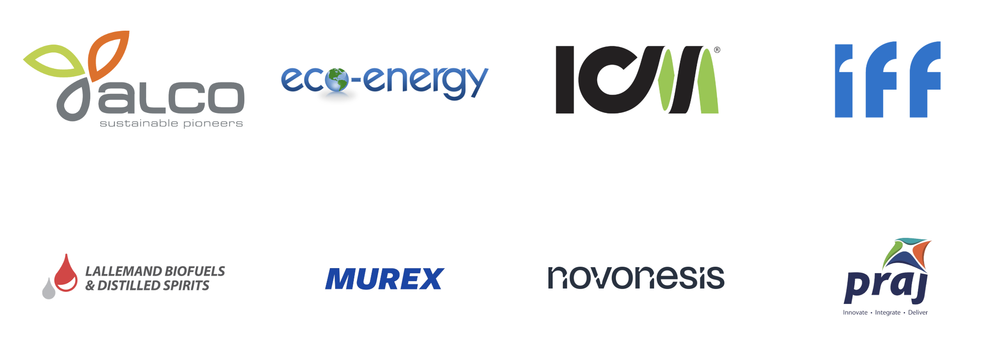 aLCO
sustainable pioneers
eco-energy
ICM®
iff
LALLEMAND BIOFUELS
& DISTILLED SPIRITS
MUREX
novonesis
praj
Innovate • Integrate • Deliver